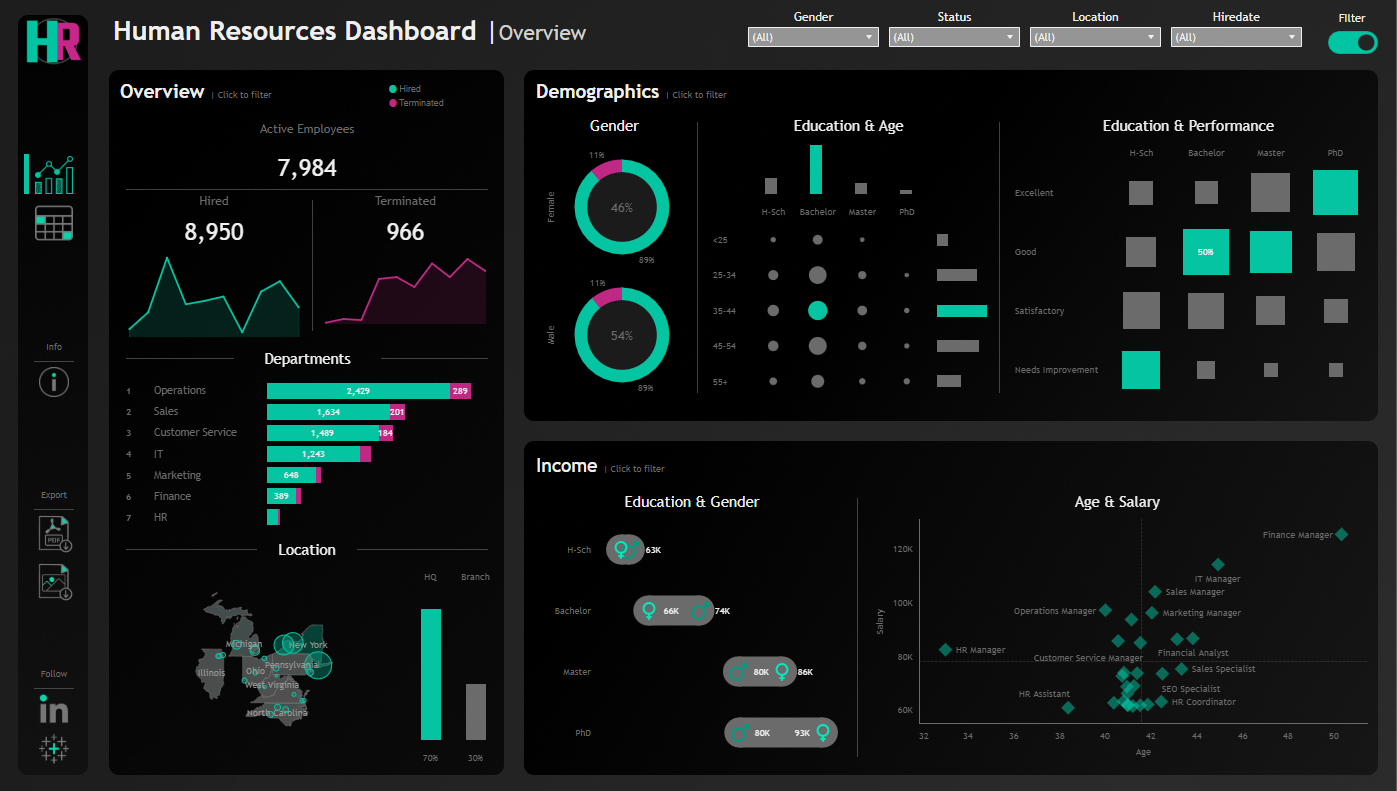 HR
Human Resources Dashboard | Overview
Gender
Status
Location
Hiredate
Filter
(All)
(All)
(All)
(All)
Overview | Click to filter
Hired
Terminated
Active Employees
7,984
Hired
Terminated
8,950
966
Departments
1 Operations 2,429 289
2 Sales 1,634 201
3 Customer Service 1,489 184
4 IT 1,243
5 Marketing 648
6 Finance 389
7 HR
Location
HQ Branch
Michigan
New York
Illinois
Ohio
Pennsylvania
West Virginia
North Carolina
70% 30%
Info
Export
PDF
Follow
in
Demographics | Click to filter
Gender
Female
11%
46%
89%
Male
11%
54%
89%
Education & Age
H-Sch Bachelor Master PhD
<25
25-34
35-44
45-54
55+
Education & Performance
H-Sch Bachelor Master PhD
Excellent
Good 50%
Satisfactory
Needs Improvement
Income | Click to filter
Education & Gender
H-Sch 63K
Bachelor 66K 74K
Master 80K 86K
PhD 80K 93K
Age & Salary
Salary
120K
100K
80K
60K
Finance Manager
IT Manager
Sales Manager
Operations Manager
Marketing Manager
HR Manager
Financial Analyst
Customer Service Manager
Sales Specialist
SEO Specialist
HR Assistant
HR Coordinator
32 34 36 38 40 42 44 46 48 50
Age